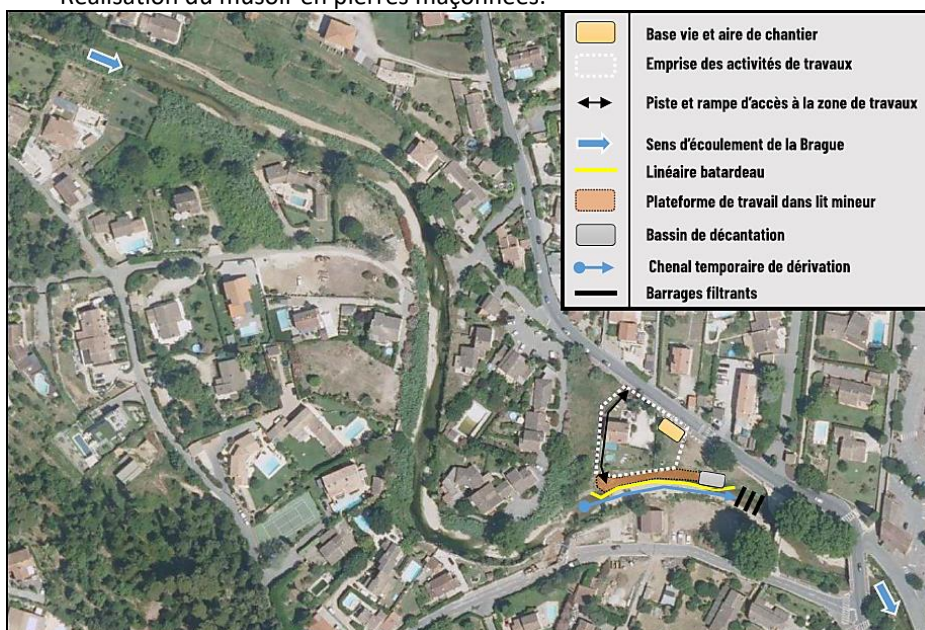 Réalisation du musoir en pierres maçonnées.
Base vie et aire de chantier
Emprise des activités de travaux
Piste et rampe d'accès à la zone de travaux
Sens d'écoulement de la Brague
Linéaire batardeau
Plateforme de travail dans lit mineur
Bassin de décantation
Chenal temporaire de dérivation
Barrages filtrants